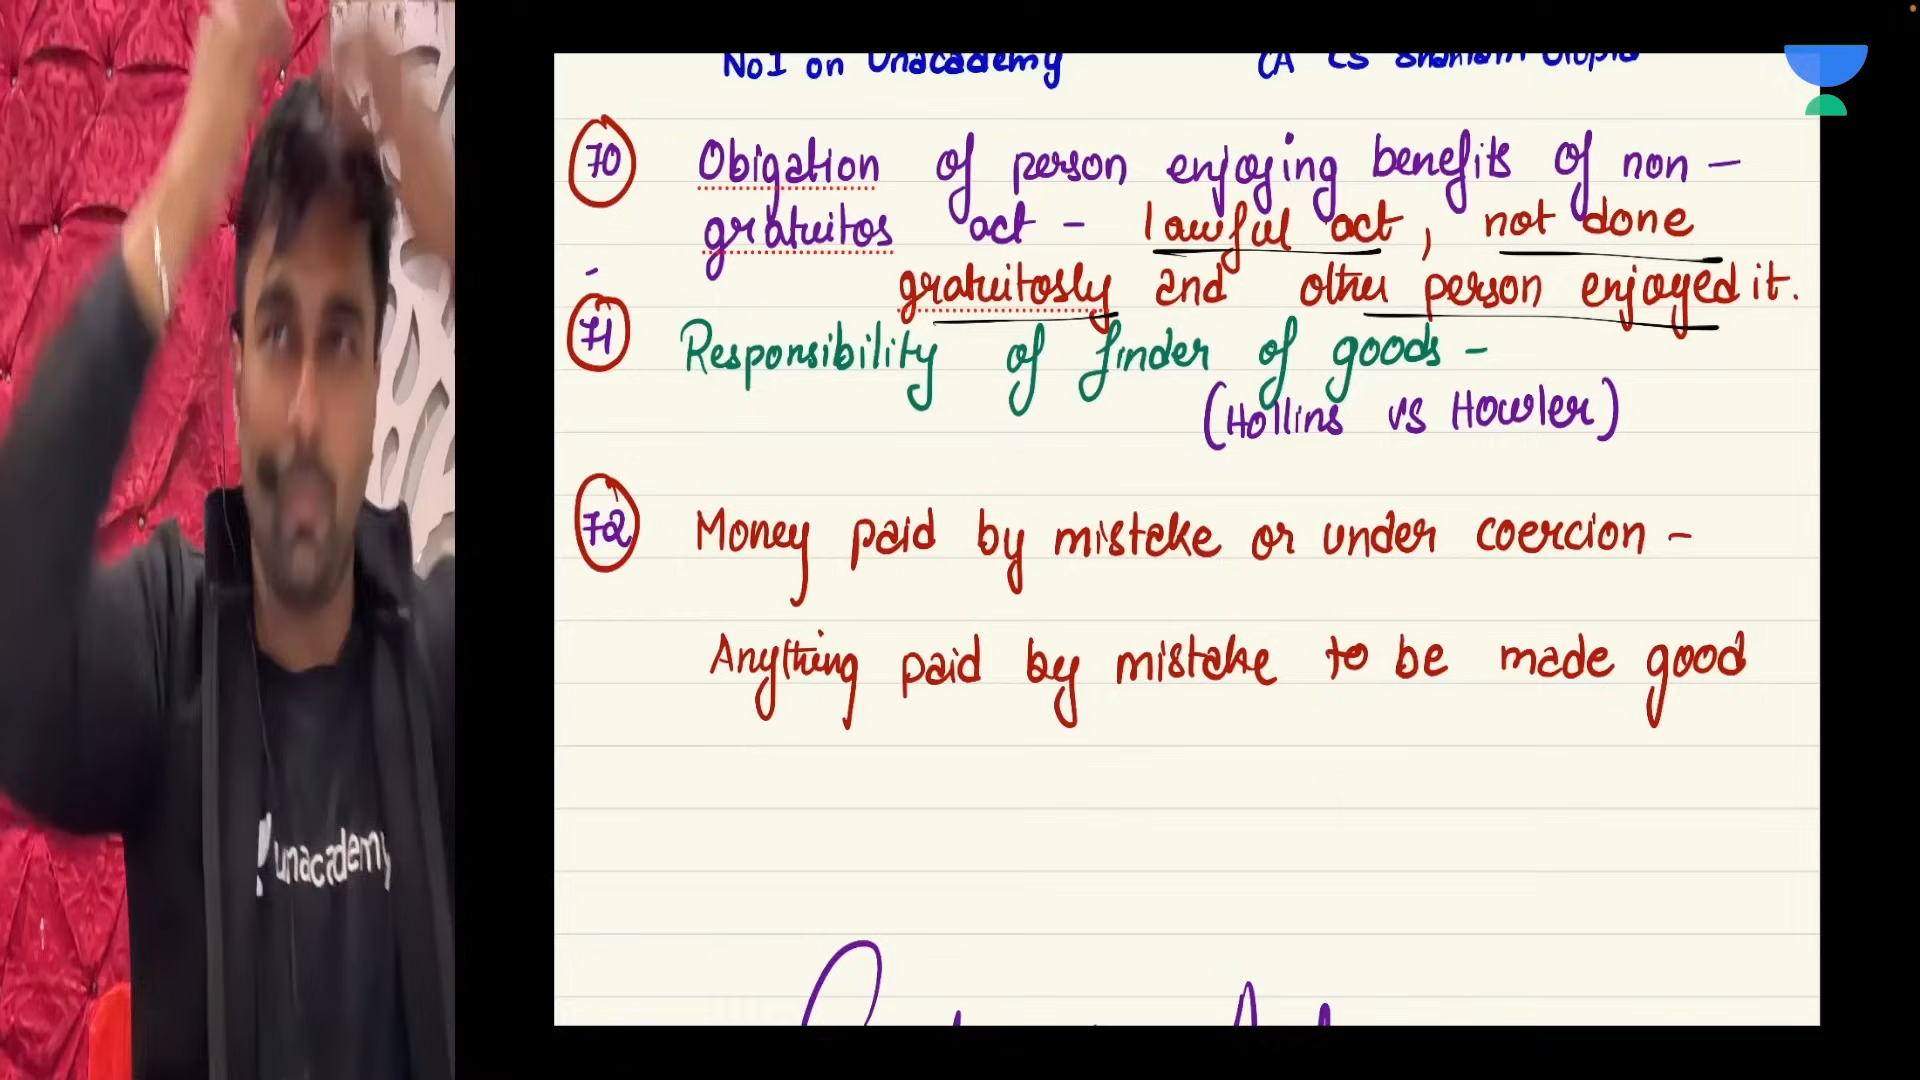 No1 on Unacademy CA CS
70 Obigation of person enjoying benefits of non -
gratuitos act - lawful act, not done
gratuitosly and other person enjoyed it.
71 Responsibility of finder of goods -
(Hollins vs Howler)
72 Money paid by mistake or under coercion -
Anything paid by mistake to be made good
unacademy